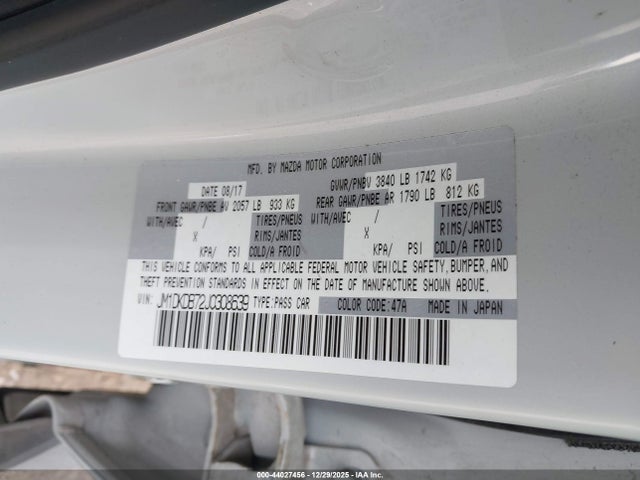 MFD. BY MAZDA MOTOR CORPORATION
DATE 08/17 GVWR/PNBV 3840 LB 1742 KG
FRONT GAWR/PNBE AV 2057 LB 933 KG REAR GAWR/PNBE AR 1790 LB 812 KG
WITH/AVEC / TIRES/PNEUS WITH/AVEC / TIRES/PNEUS
X RIMS/JANTES X RIMS/JANTES
KPA/ PSI COLD/A FROID KPA/ PSI COLD/A FROID
THIS VEHICLE CONFORMS TO ALL APPLICABLE FEDERAL MOTOR VEHICLE SAFETY, BUMPER, AND
THEFT PREVENTION STANDARDS IN EFFECT ON THE DATE OF MANUFACTURE SHOWN ABOVE.
VIN: JM1DKDB72J0308639 TYPE: PASS CAR COLOR CODE: 47A MADE IN JAPAN
000-44027456 - 12/29/2025 - IAA Inc.